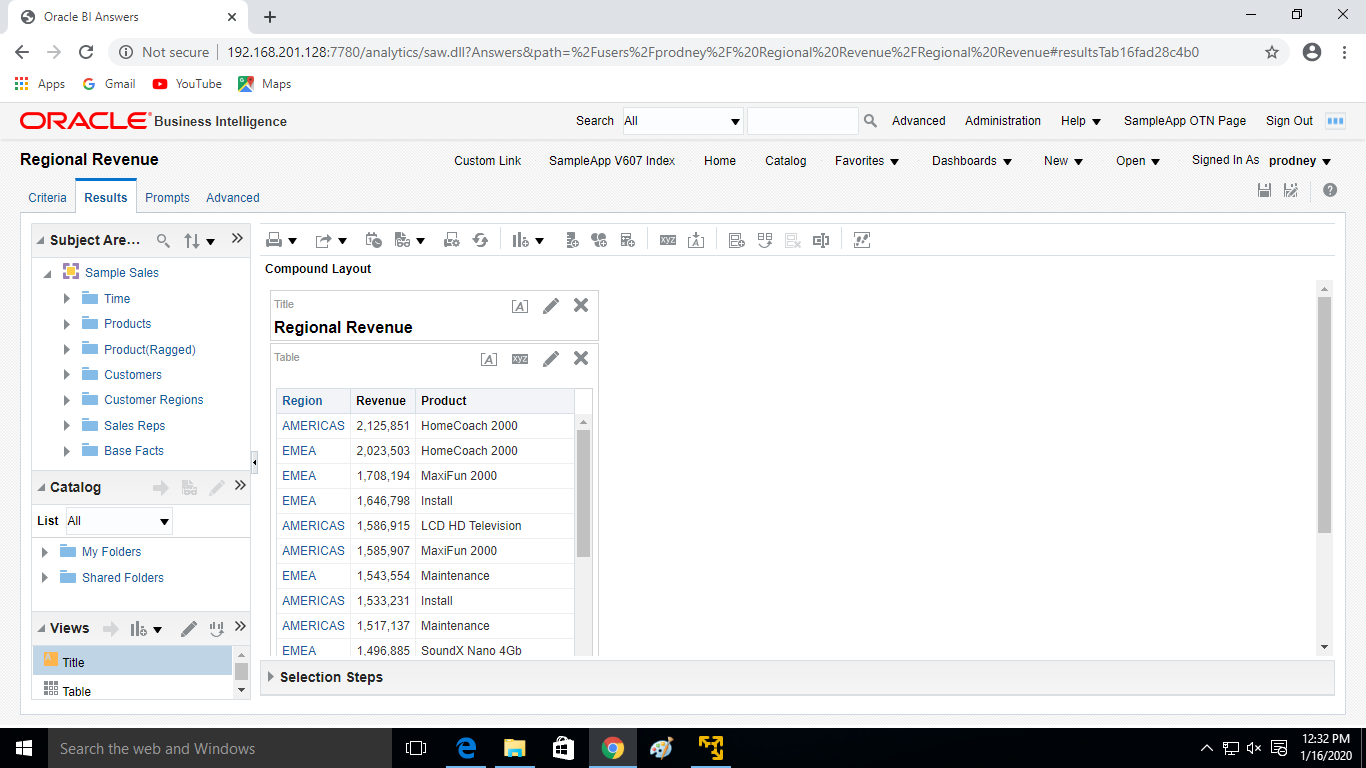 Oracle BI Answers
Not secure
192.168.201.128:7780/analytics/saw.dll?Answers&path=%2Fusers%2Fprodney%2F%20Regional%20Revenue%2FRegional%20Revenue#resultsTab16fad28c4b0
Apps Gmail YouTube Maps
ORACLE Business Intelligence
Search All Advanced Administration Help SampleApp OTN Page Sign Out
Regional Revenue
Custom Link SampleApp V607 Index Home Catalog Favorites Dashboards New Open Signed In As prodney
Criteria Results Prompts Advanced
Subject Are...
Sample Sales
Time
Products
Product(Ragged)
Customers
Customer Regions
Sales Reps
Base Facts
Catalog
List All
My Folders
Shared Folders
Views
Title
Table
xyz
Compound Layout
Title
Regional Revenue
Table
xyz
Region Revenue Product
AMERICAS 2,125,851 HomeCoach 2000
EMEA 2,023,503 HomeCoach 2000
EMEA 1,708,194 MaxiFun 2000
EMEA 1,646,798 Install
AMERICAS 1,586,915 LCD HD Television
AMERICAS 1,585,907 MaxiFun 2000
EMEA 1,543,554 Maintenance
AMERICAS 1,533,231 Install
AMERICAS 1,517,137 Maintenance
EMEA 1,496,885 SoundX Nano 4Gb
Selection Steps
Search the web and Windows
12:32 PM
1/16/2020